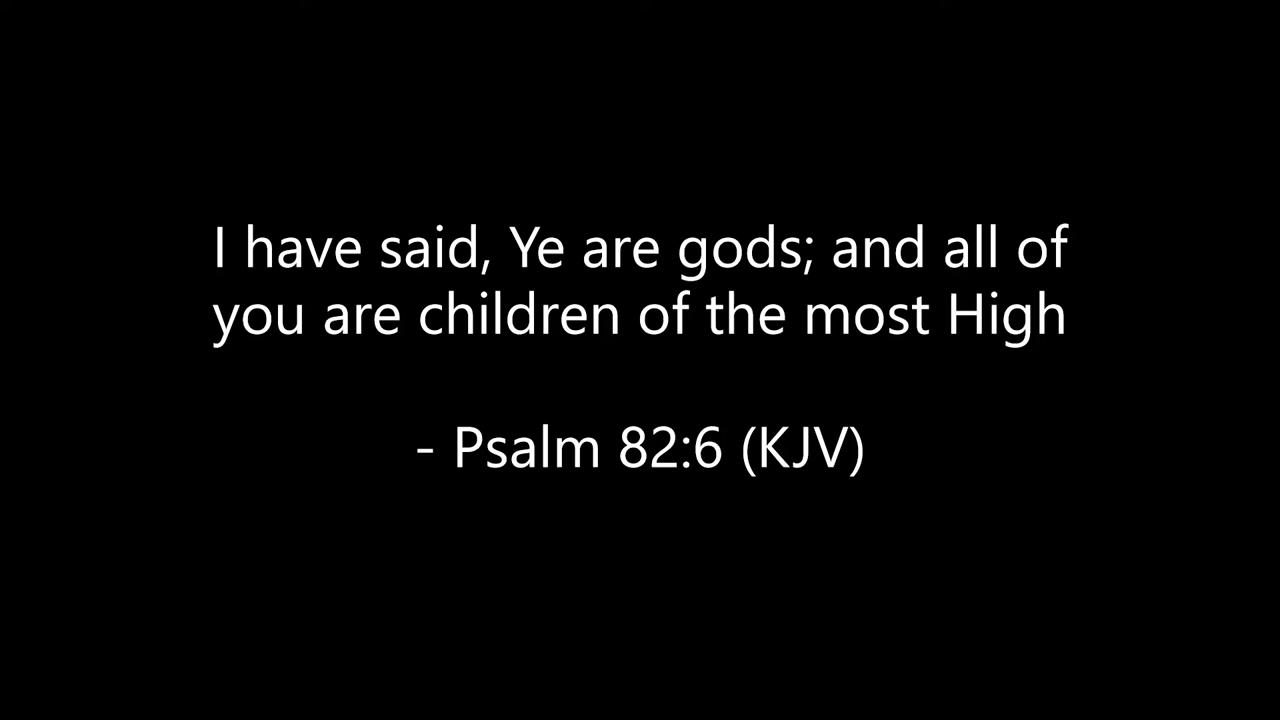 I have said, Ye are gods; and all of
you are children of the most High
- Psalm 82:6 (KJV)